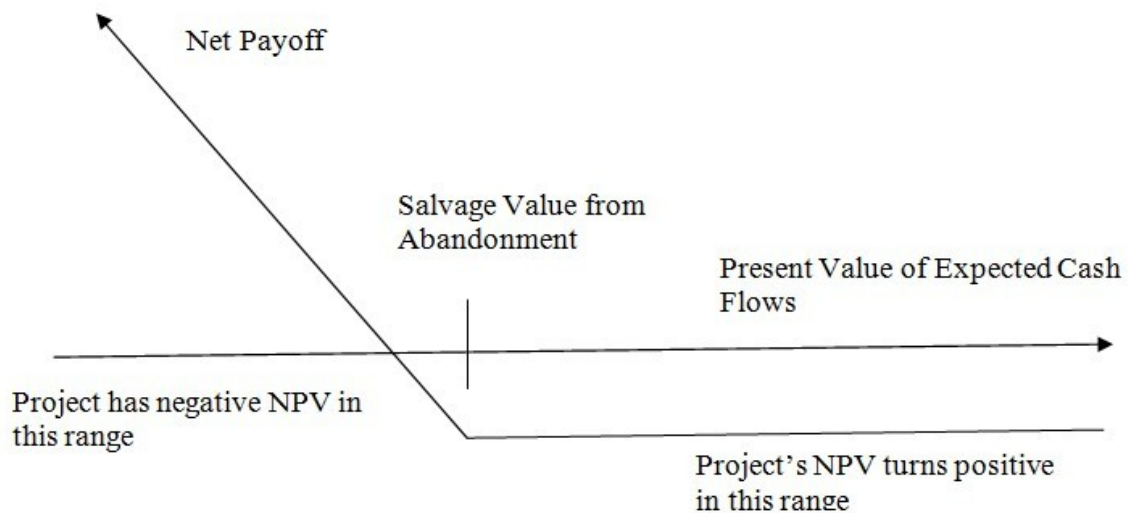 Net Payoff
Salvage Value from
Abandonment
Present Value of Expected Cash
Flows
Project has negative NPV in
this range
Project’s NPV turns positive
in this range